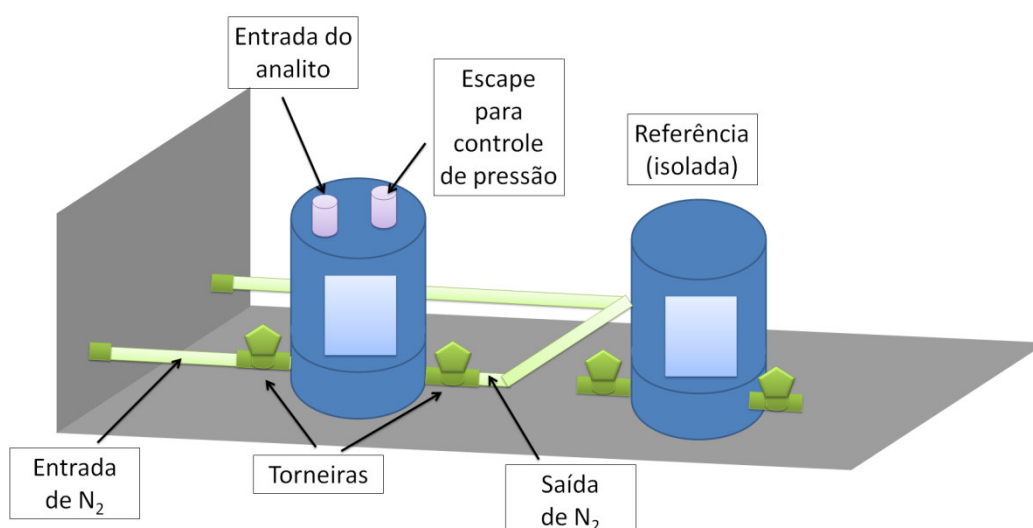 Entrada do
analito
Escape
para
controle
de pressão
Referência
(isolada)
Entrada
de N₂
Torneiras
Saída
de N₂